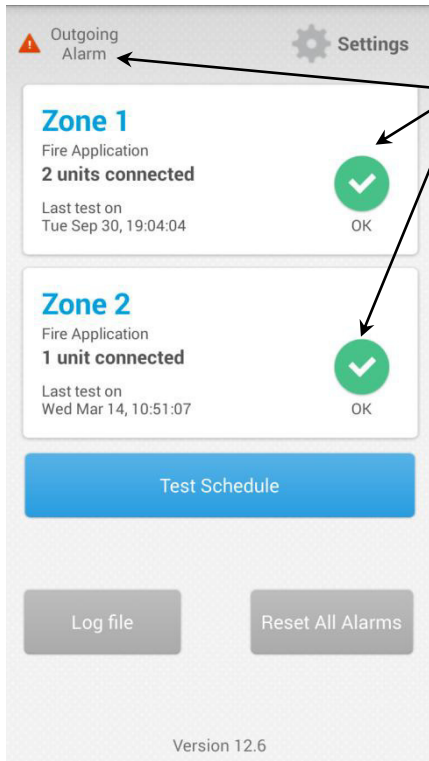 Outgoing
Alarm
Settings
Zone 1
Fire Application
2 units connected
Last test on
Tue Sep 30, 19:04:04
OK
Zone 2
Fire Application
1 unit connected
Last test on
Wed Mar 14, 10:51:07
OK
Test Schedule
Log file
Reset All Alarms
Version 12.6